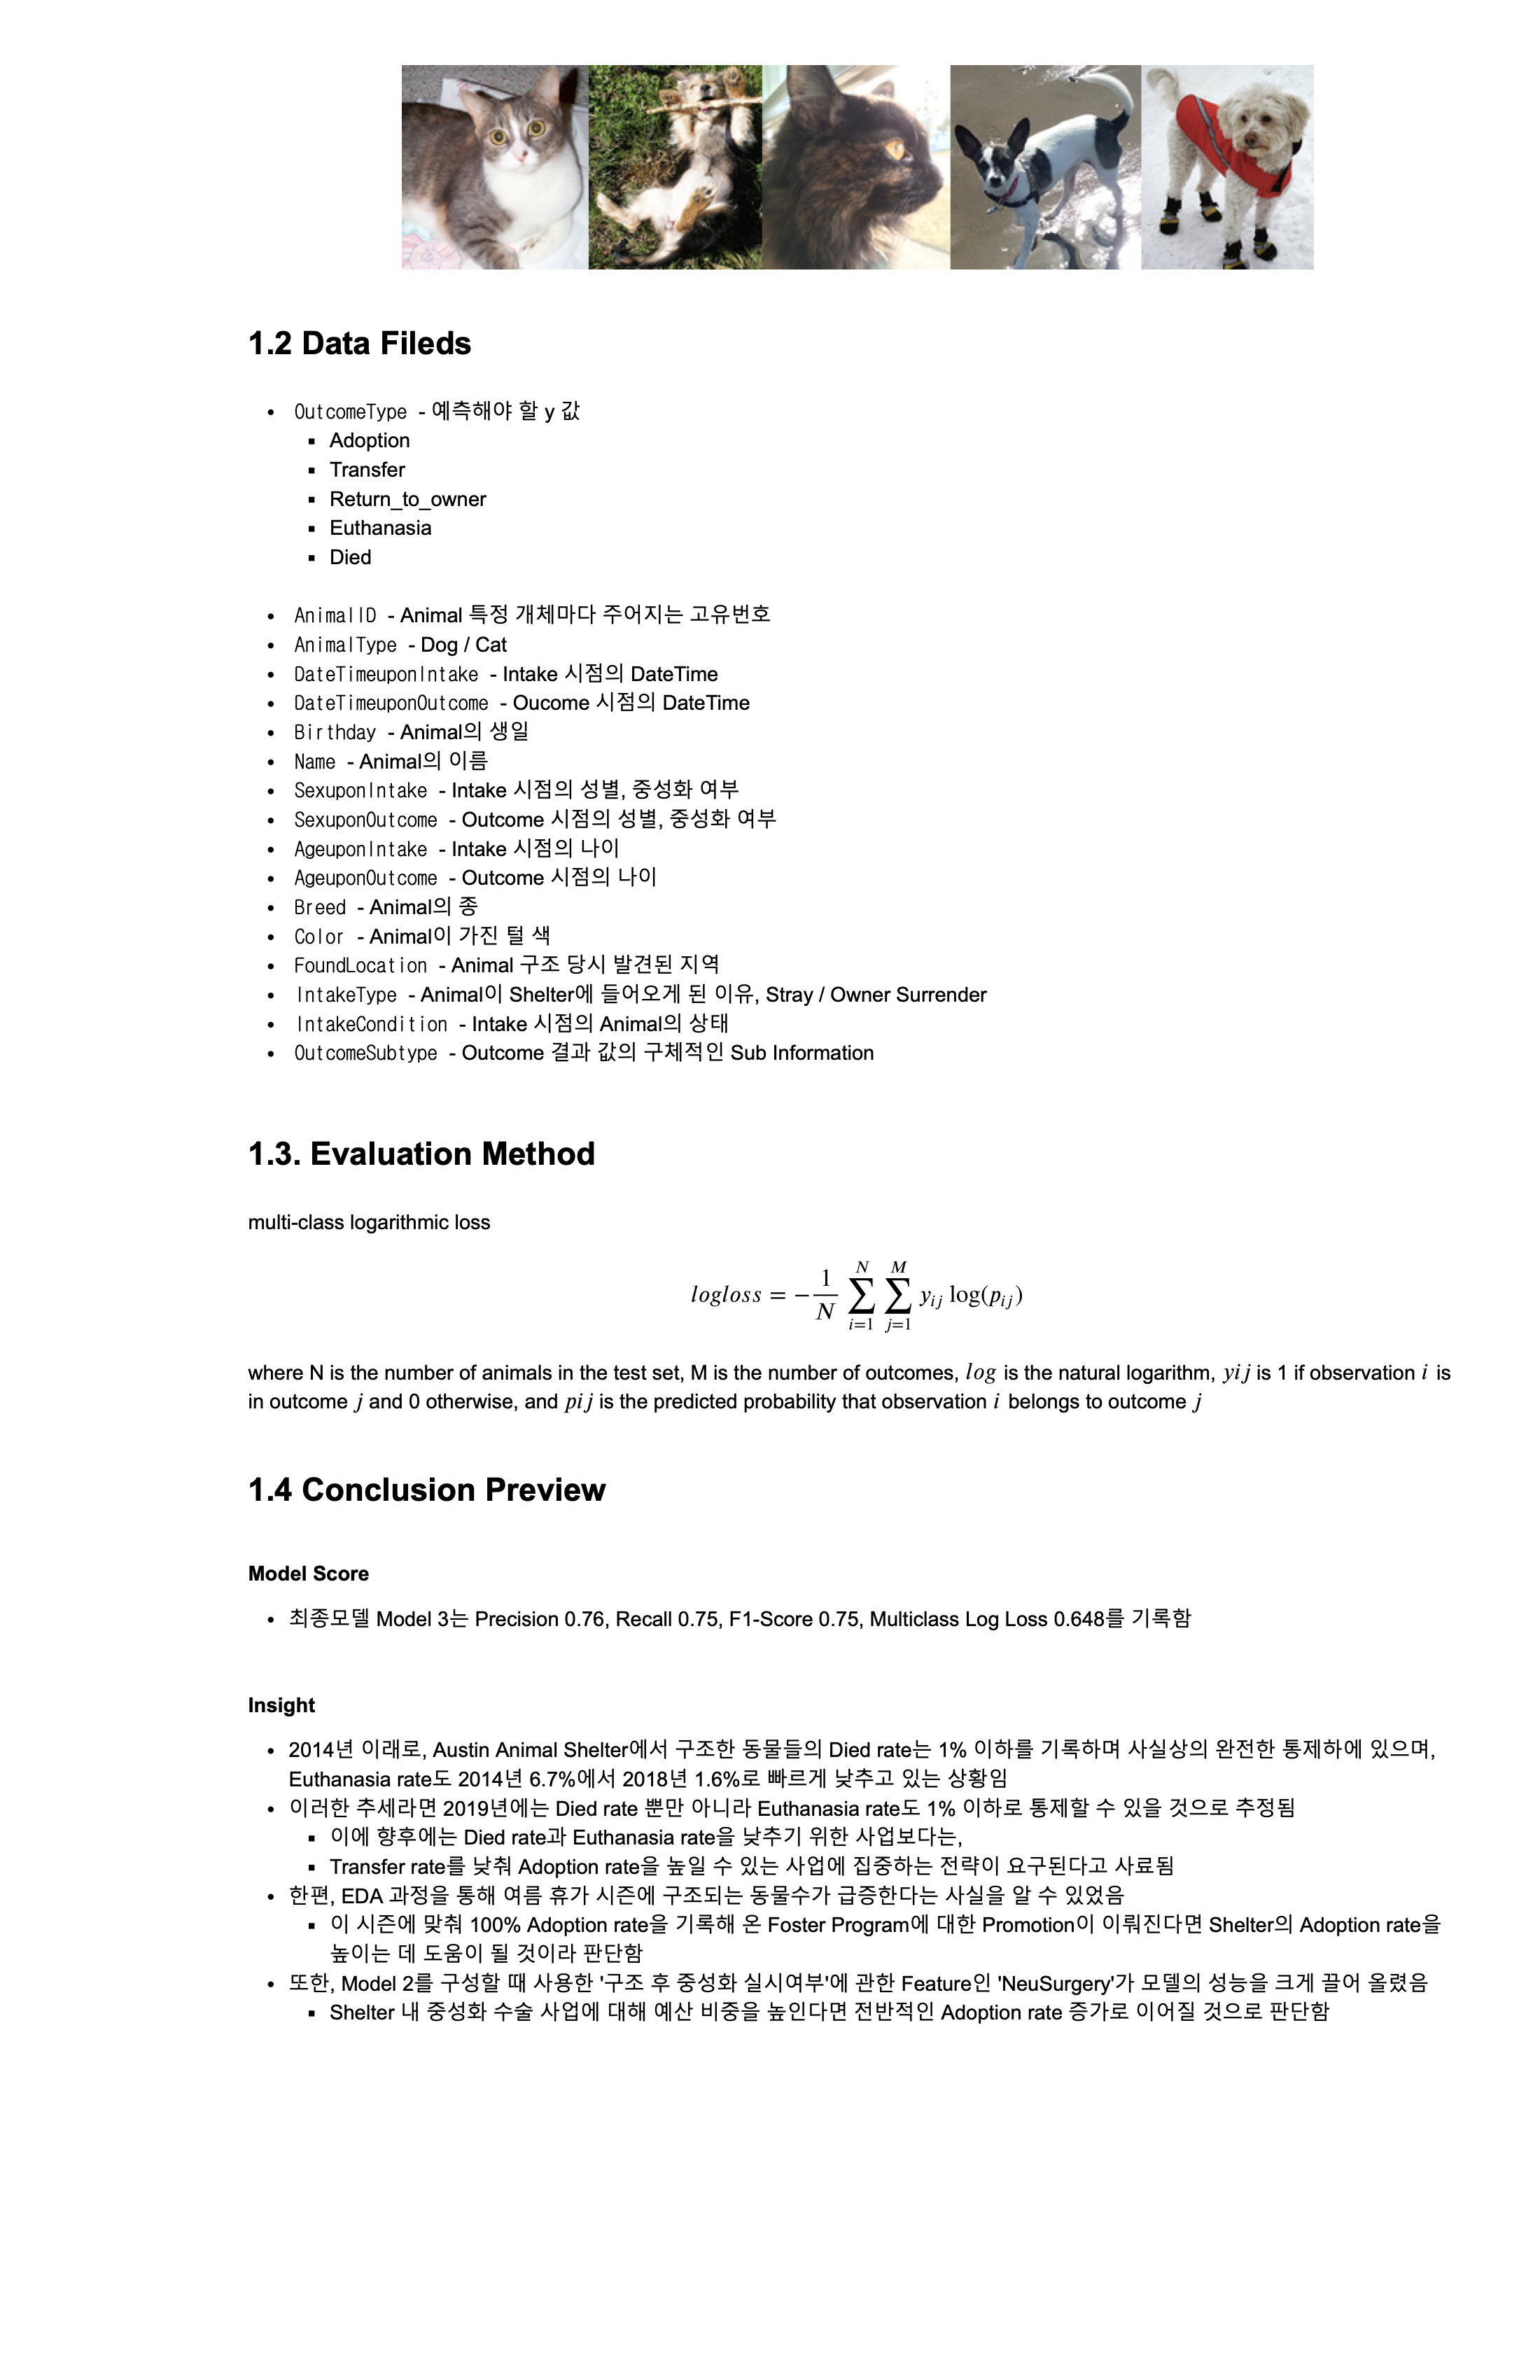 1.2 Data Fileds
• OutcomeType - 예측해야 할 y 값
▪ Adoption
▪ Transfer
▪ Return_to_owner
▪ Euthanasia
▪ Died
• AnimalID - Animal 특정 개체마다 주어지는 고유번호
• AnimalType - Dog / Cat
• DateTimeuponIntake - Intake 시점의 DateTime
• DateTimeuponOutcome - Oucome 시점의 DateTime
• Birthday - Animal의 생일
• Name - Animal의 이름
• SexuponIntake - Intake 시점의 성별, 중성화 여부
• SexuponOutcome - Outcome 시점의 성별, 중성화 여부
• AgeuponIntake - Intake 시점의 나이
• AgeuponOutcome - Outcome 시점의 나이
• Breed - Animal의 종
• Color - Animal이 가진 털 색
• FoundLocation - Animal 구조 당시 발견된 지역
• IntakeType - Animal이 Shelter에 들어오게 된 이유, Stray / Owner Surrender
• IntakeCondition - Intake 시점의 Animal의 상태
• OutcomeSubtype - Outcome 결과 값의 구체적인 Sub Information
1.3. Evaluation Method
multi-class logarithmic loss
logloss = −\frac{1}{N} \sum_{i=1}^{N} \sum_{j=1}^{M} y_{ij} log(p_{ij})
where N is the number of animals in the test set, M is the number of outcomes, log is the natural logarithm, yij is 1 if observation i is
in outcome j and 0 otherwise, and pij is the predicted probability that observation i belongs to outcome j
1.4 Conclusion Preview
Model Score
• 최종모델 Model 3는 Precision 0.76, Recall 0.75, F1-Score 0.75, Multiclass Log Loss 0.648를 기록함
Insight
• 2014년 이래로, Austin Animal Shelter에서 구조한 동물들의 Died rate는 1% 이하를 기록하며 사실상의 완전한 통제하에 있으며,
Euthanasia rate도 2014년 6.7%에서 2018년 1.6%로 빠르게 낮추고 있는 상황임
• 이러한 추세라면 2019년에는 Died rate 뿐만 아니라 Euthanasia rate도 1% 이하로 통제할 수 있을 것으로 추정됨
▪ 이에 향후에는 Died rate과 Euthanasia rate을 낮추기 위한 사업보다는,
▪ Transfer rate를 낮춰 Adoption rate을 높일 수 있는 사업에 집중하는 전략이 요구된다고 사료됨
• 한편, EDA 과정을 통해 여름 휴가 시즌에 구조되는 동물수가 급증한다는 사실을 알 수 있었음
▪ 이 시즌에 맞춰 100% Adoption rate을 기록해 온 Foster Program에 대한 Promotion이 이뤄진다면 Shelter의 Adoption rate을
높이는 데 도움이 될 것이라 판단함
• 또한, Model 2를 구성할 때 사용한 '구조 후 중성화 실시여부'에 관한 Feature인 'NeuSurgery'가 모델의 성능을 크게 끌어 올렸음
▪ Shelter 내 중성화 수술 사업에 대해 예산 비중을 높인다면 전반적인 Adoption rate 증가로 이어질 것으로 판단함